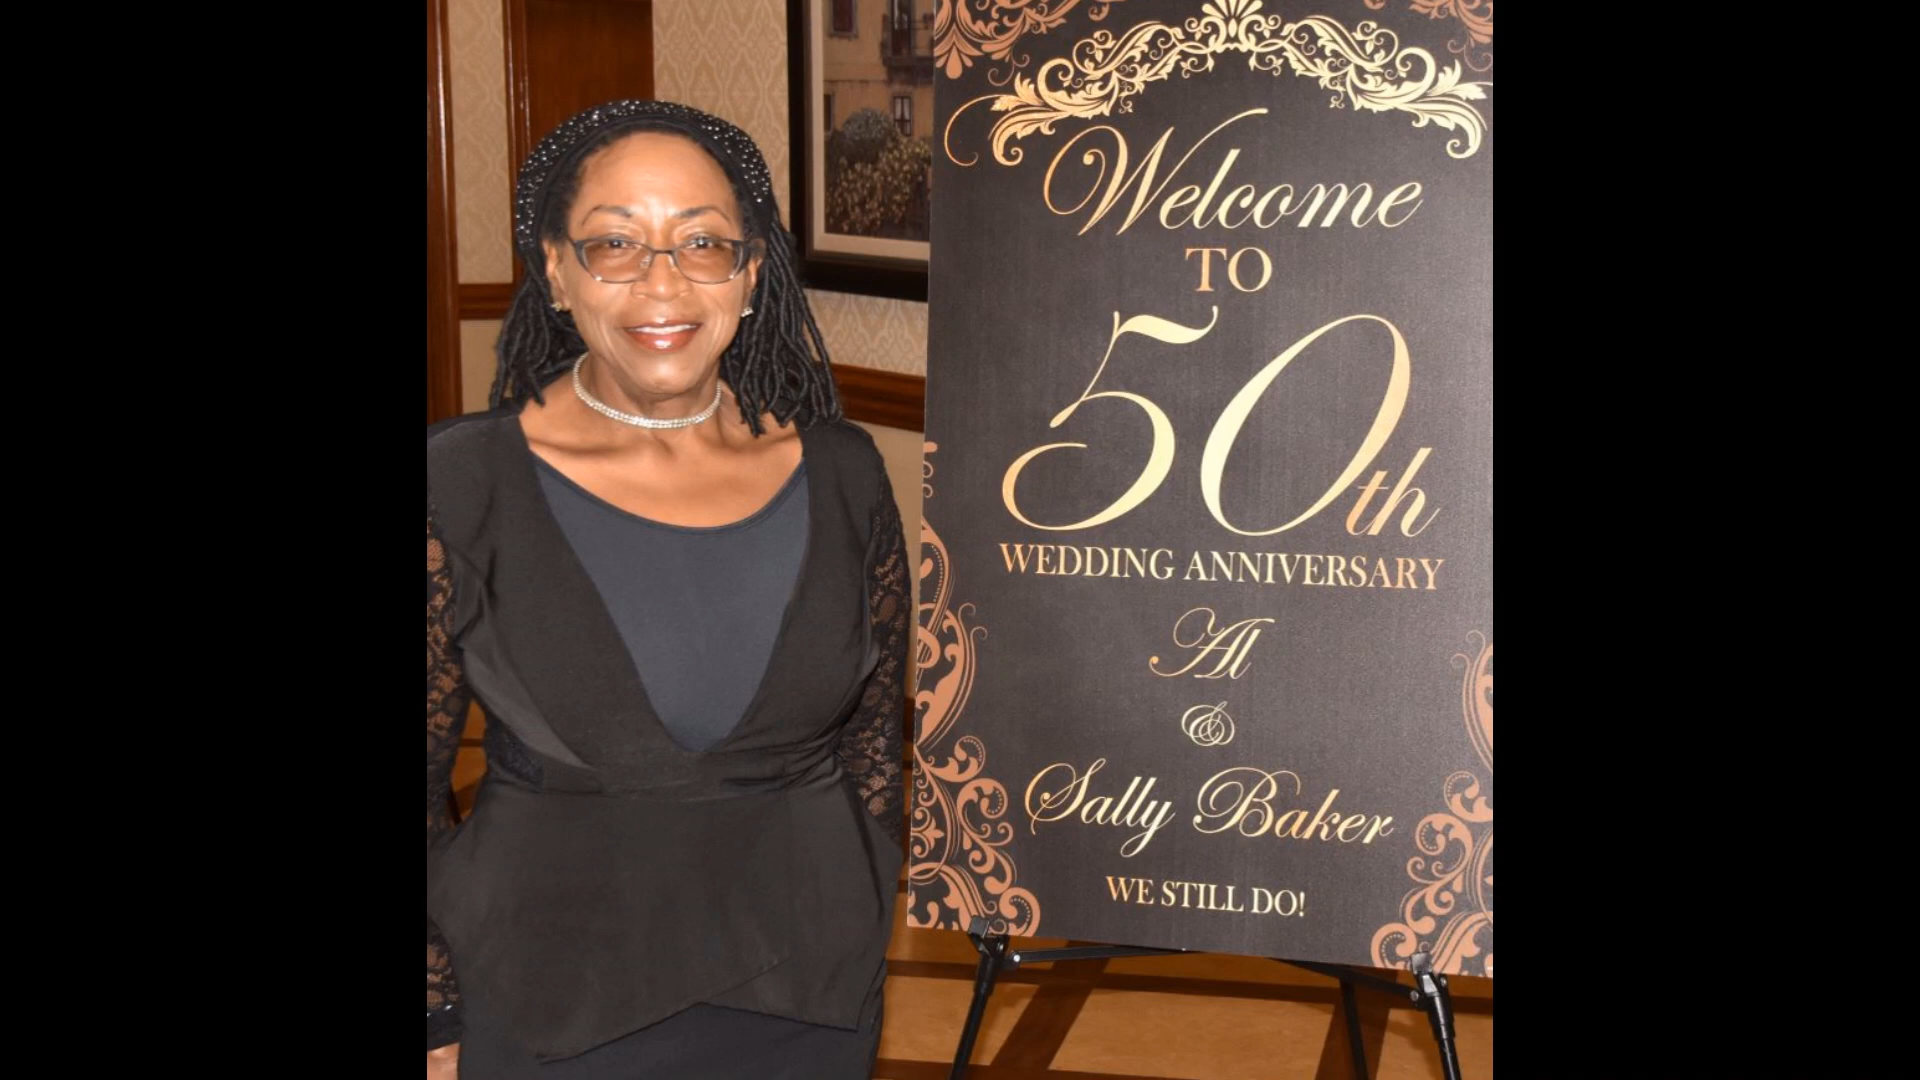 Welcome
TO
50th
WEDDING ANNIVERSARY
Al
&
Sally Baker
WE STILL DO!